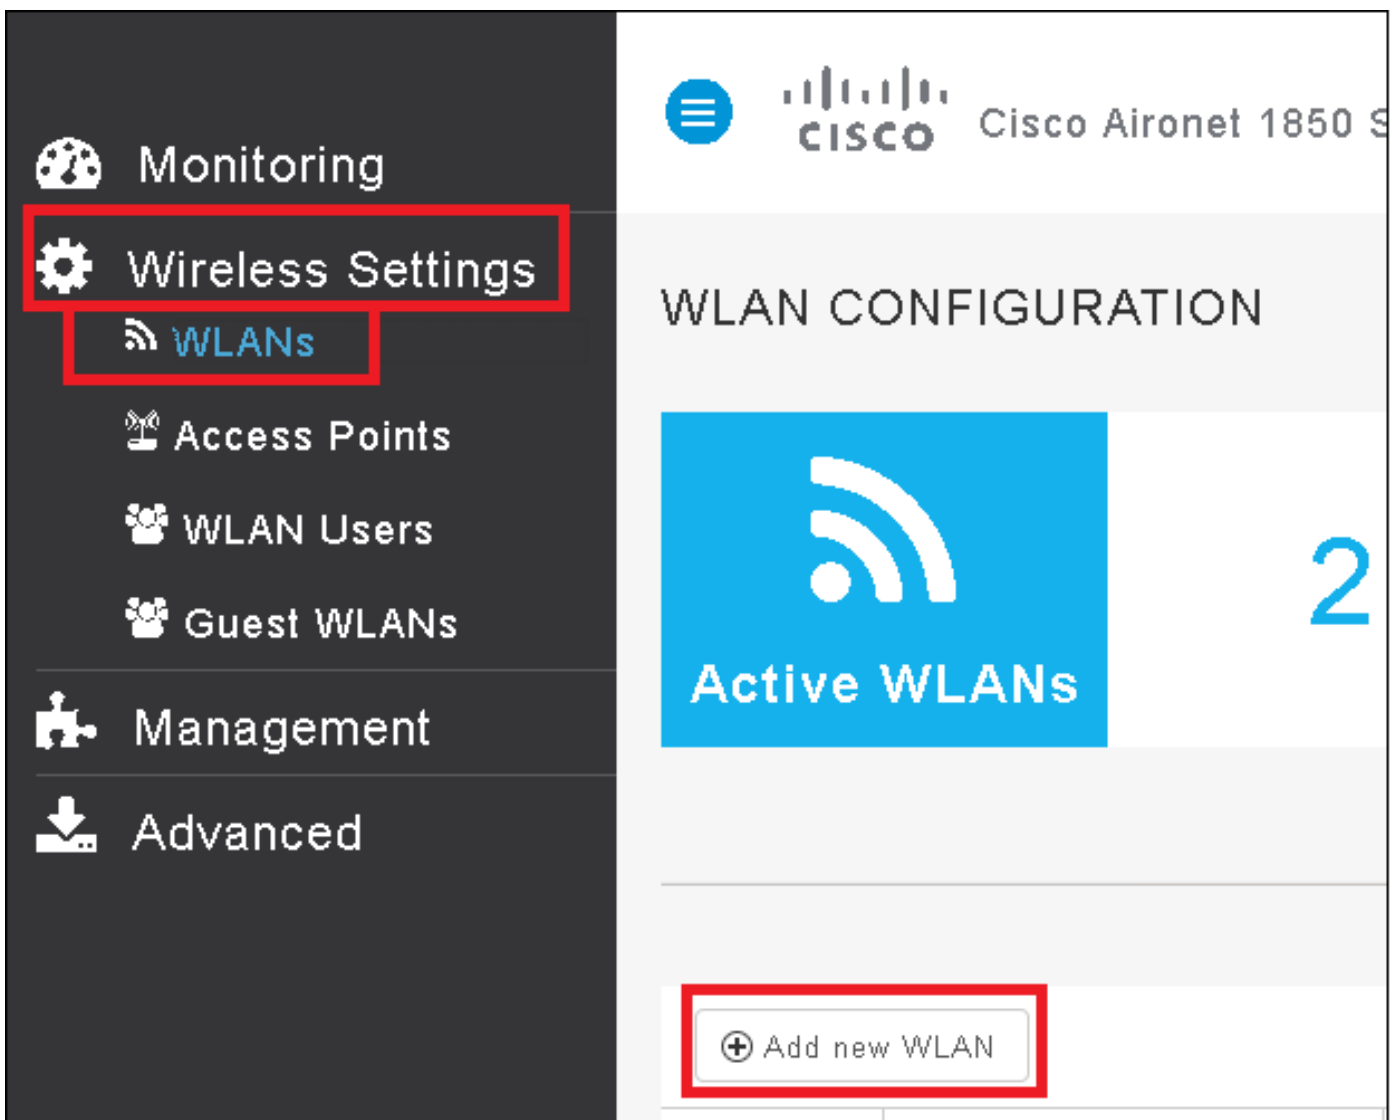 Monitoring
Wireless Settings
WLANs
Access Points
WLAN Users
Guest WLANs
Management
Advanced
CISCO
Cisco Aironet 1850 S
WLAN CONFIGURATION
Active WLANs
2
Add new WLAN